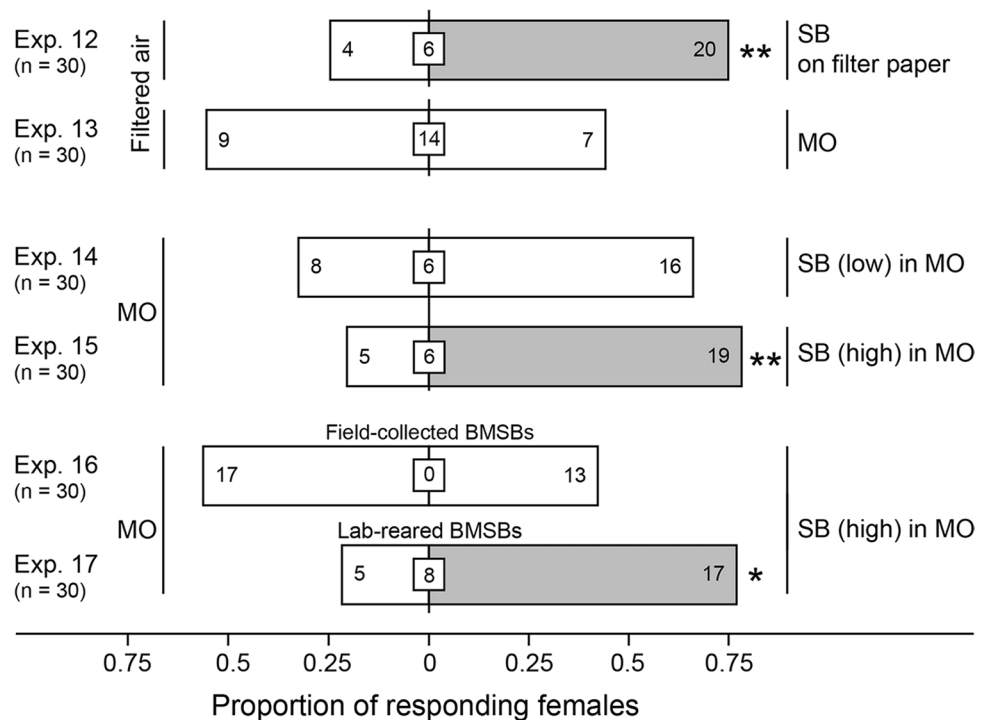 Exp. 12
(n = 30)
Filtered air
4
6
20
**
SB
on filter paper
Exp. 13
(n = 30)
9
14
7
MO
Exp. 14
(n = 30)
MO
8
6
16
SB (low) in MO
Exp. 15
(n = 30)
5
6
19
**
SB (high) in MO
Field-collected BMSBs
Exp. 16
(n = 30)
MO
17
0
13
SB (high) in MO
Lab-reared BMSBs
Exp. 17
(n = 30)
5
8
17
*
0.75 0.5 0.25 0 0.25 0.5 0.75
Proportion of responding females